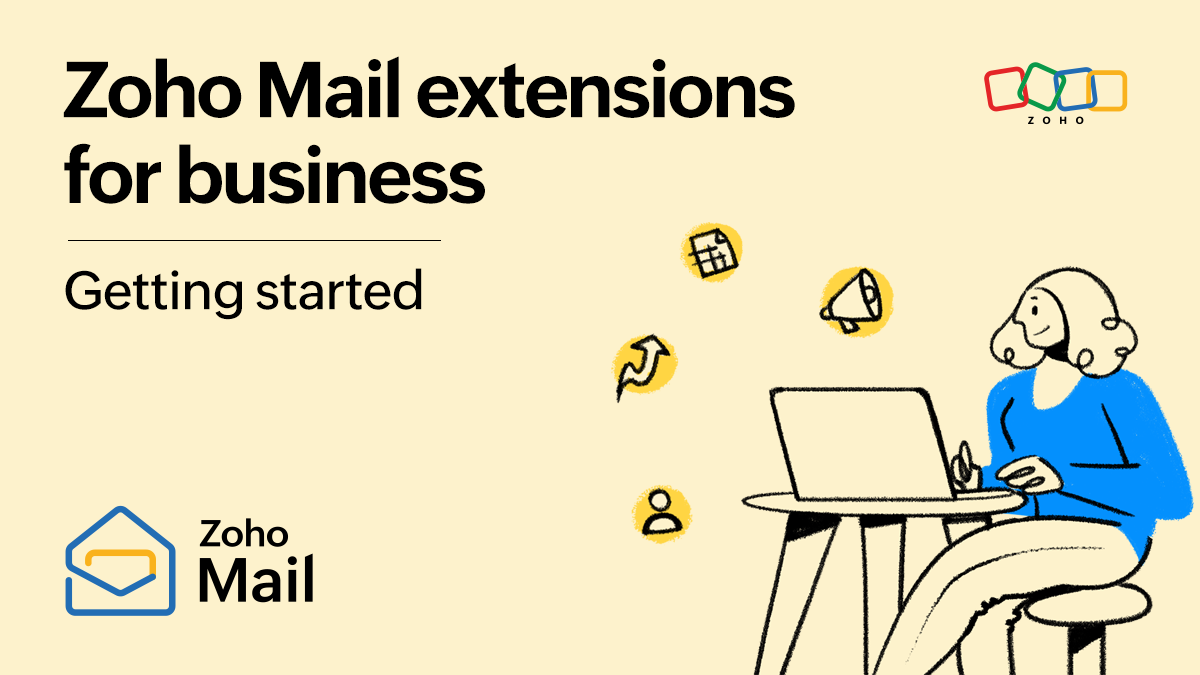 Zoho Mail extensions
for business
ZOHO
Getting started
Zoho
Mail